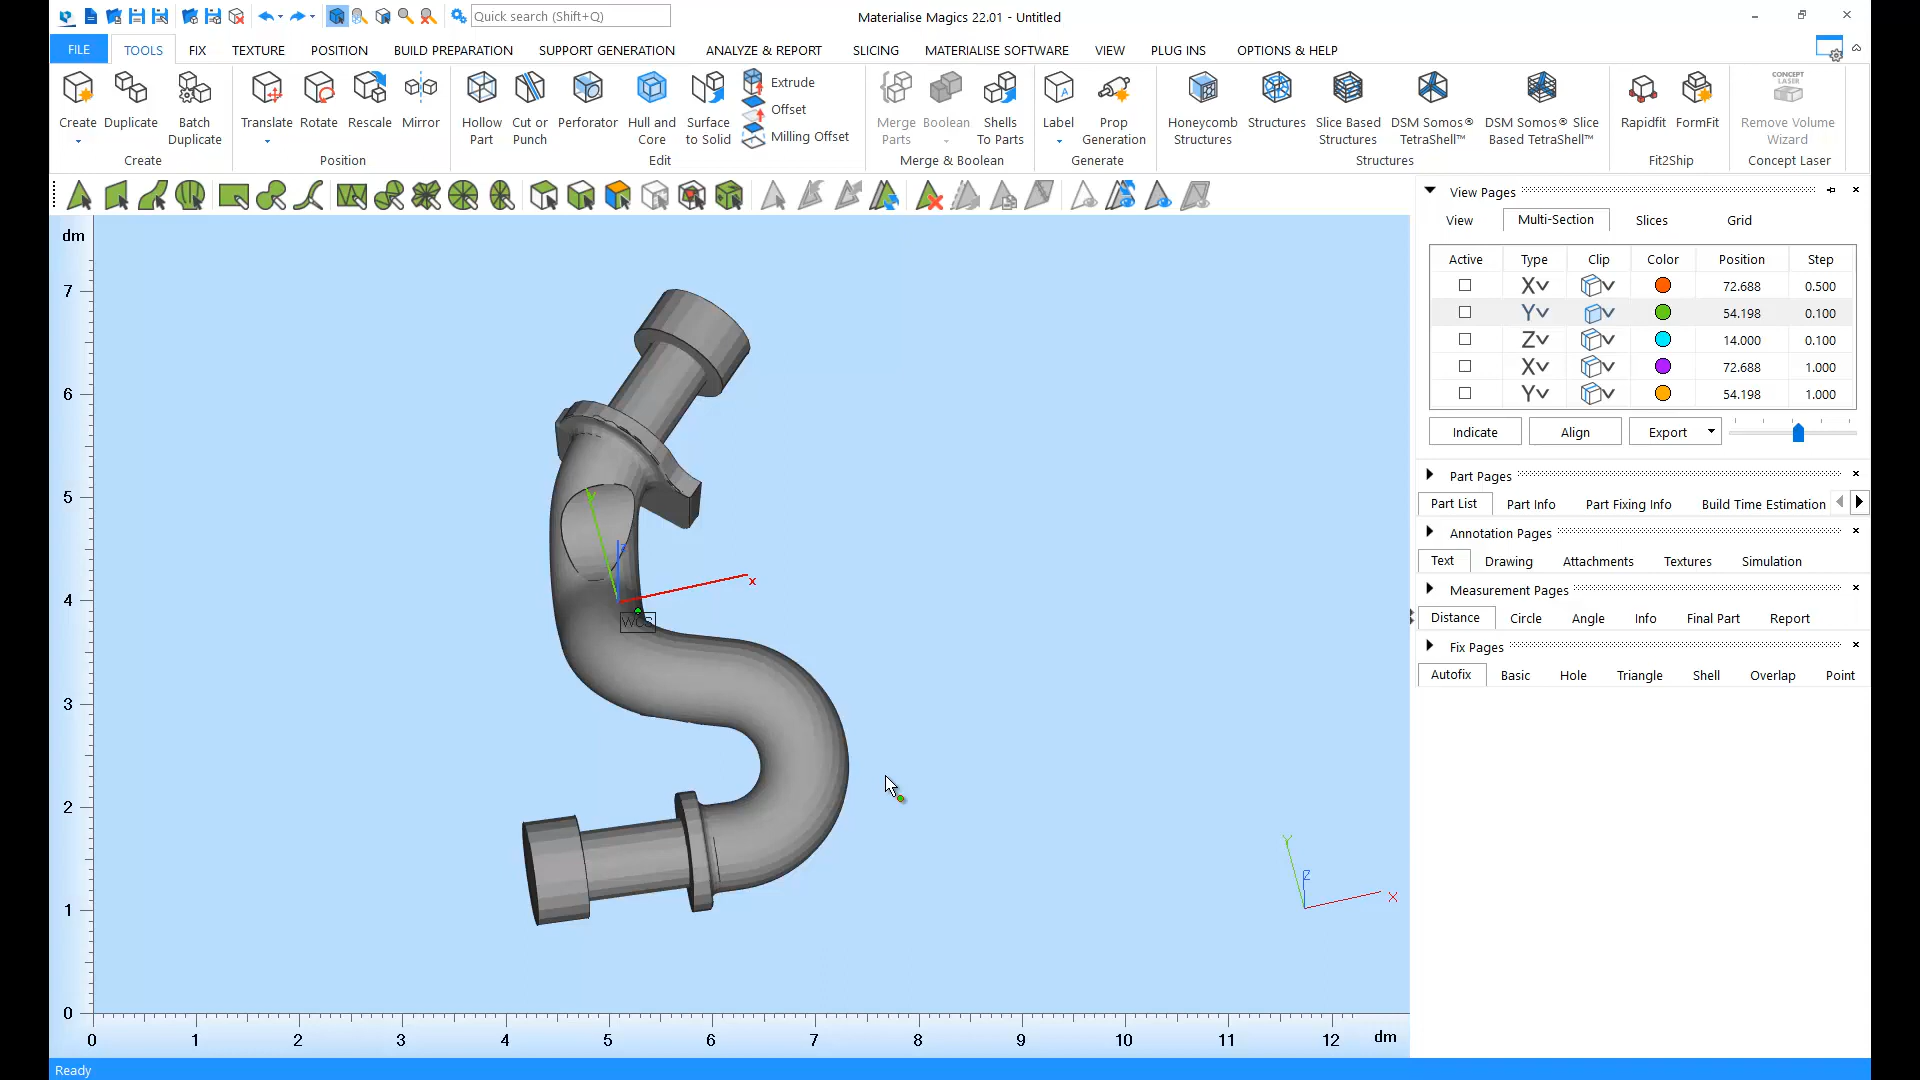 Quick search (Shift+Q)
Materialise Magics 22.01 - Untitled
FILE TOOLS FIX TEXTURE POSITION BUILD PREPARATION SUPPORT GENERATION ANALYZE & REPORT SLICING MATERIALISE SOFTWARE VIEW PLUG INS OPTIONS & HELP
Create Duplicate Batch Duplicate
Translate Rotate Rescale Mirror
Hollow Part Cut or Punch Perforator Hull and Core Surface to Solid
Extrude
Offset
Milling Offset
Merge Parts Boolean Shells To Parts
Label Prop Generation
Honeycomb Structures Structures Slice Based Structures DSM Somos® TetraShell™ DSM Somos® Slice Based TetraShell™
Rapidfit FormFit
CONCEPT LASER
Remove Volume Wizard
Create Position Edit Merge & Boolean Generate Structures Fit2Ship Concept Laser
View Pages
View Multi-Section Slices Grid
Active Type Clip Color Position Step
X 72.688 0.500
Y 54.198 0.100
Z 14.000 0.100
X 72.688 1.000
Y 54.198 1.000
Indicate Align Export
Part Pages
Part List Part Info Part Fixing Info Build Time Estimation
Annotation Pages
Text Drawing Attachments Textures Simulation
Measurement Pages
Distance Circle Angle Info Final Part Report
Fix Pages
Autofix Basic Hole Triangle Shell Overlap Point
dm
7
6
5
4
3
2
1
0
y
z
x
WCS
Y
Z
X
0 1 2 3 4 5 6 7 8 9 10 11 12 dm
Ready